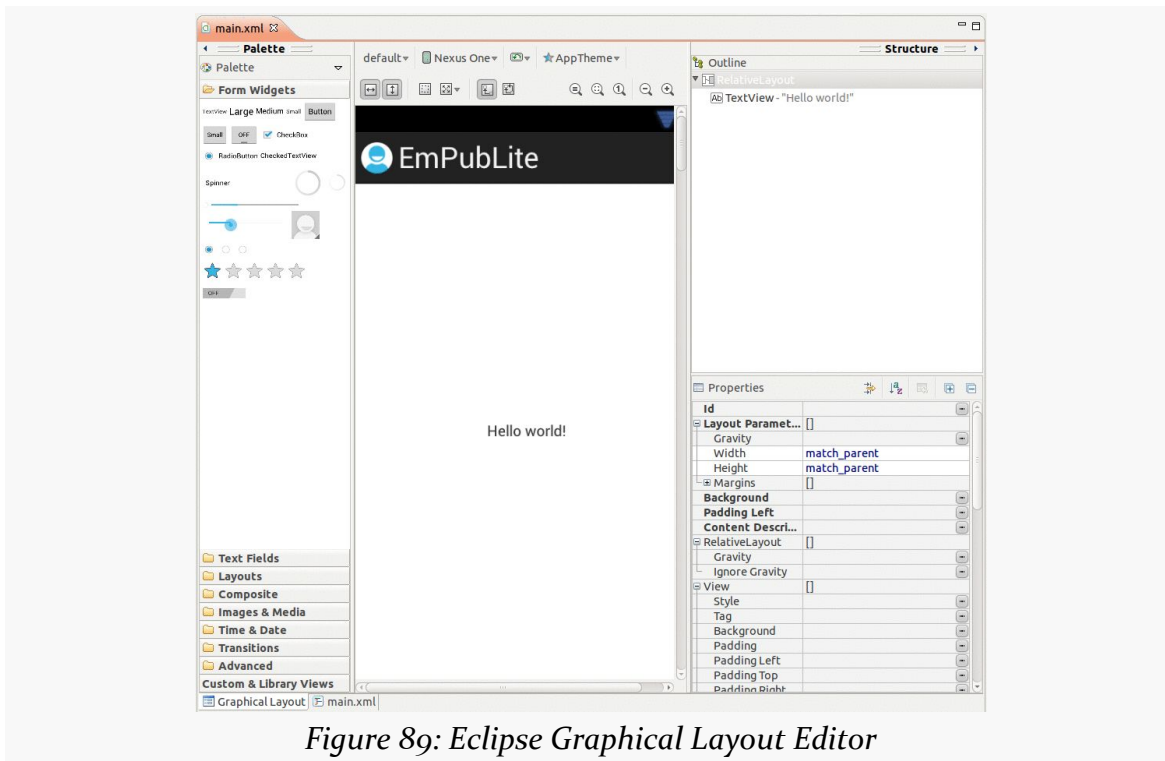 main.xml
Palette
Palette
Form Widgets
TextView Large Medium Small Button
Small OFF CheckBox
RadioButton CheckedTextView
Spinner
OFF
Text Fields
Layouts
Composite
Images & Media
Time & Date
Transitions
Advanced
Custom & Library Views
Graphical Layout main.xml
default Nexus One AppTheme
EmPubLite
Hello world!
Structure
Outline
RelativeLayout
Ab TextView - "Hello world!"
Properties
Id
Layout Paramet... []
Gravity
Width match_parent
Height match_parent
Margins []
Background
Padding Left
Content Descri...
RelativeLayout []
Gravity
Ignore Gravity
View []
Style
Tag
Background
Padding
Padding Left
Padding Top
Padding Right
Figure 89: Eclipse Graphical Layout Editor